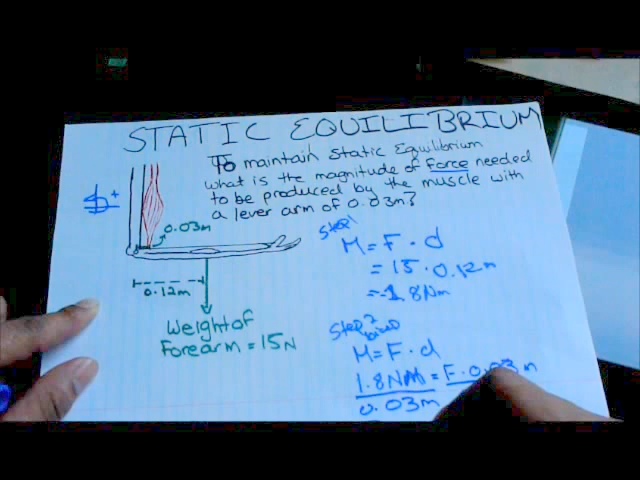 STATIC EQUILIBRIUM
To maintain static Equilibrium
what is the magnitude of force needed
to be produced by the muscle with
a lever arm of 0.03m?
+
0.03m
0.12m
Weight of
Forearm = 15N
Step 1
M = F · d
= 15 · 0.12m
= -1.8Nm
Step 2
M = F · d
1.8NM = F · 0.03m
0.03m